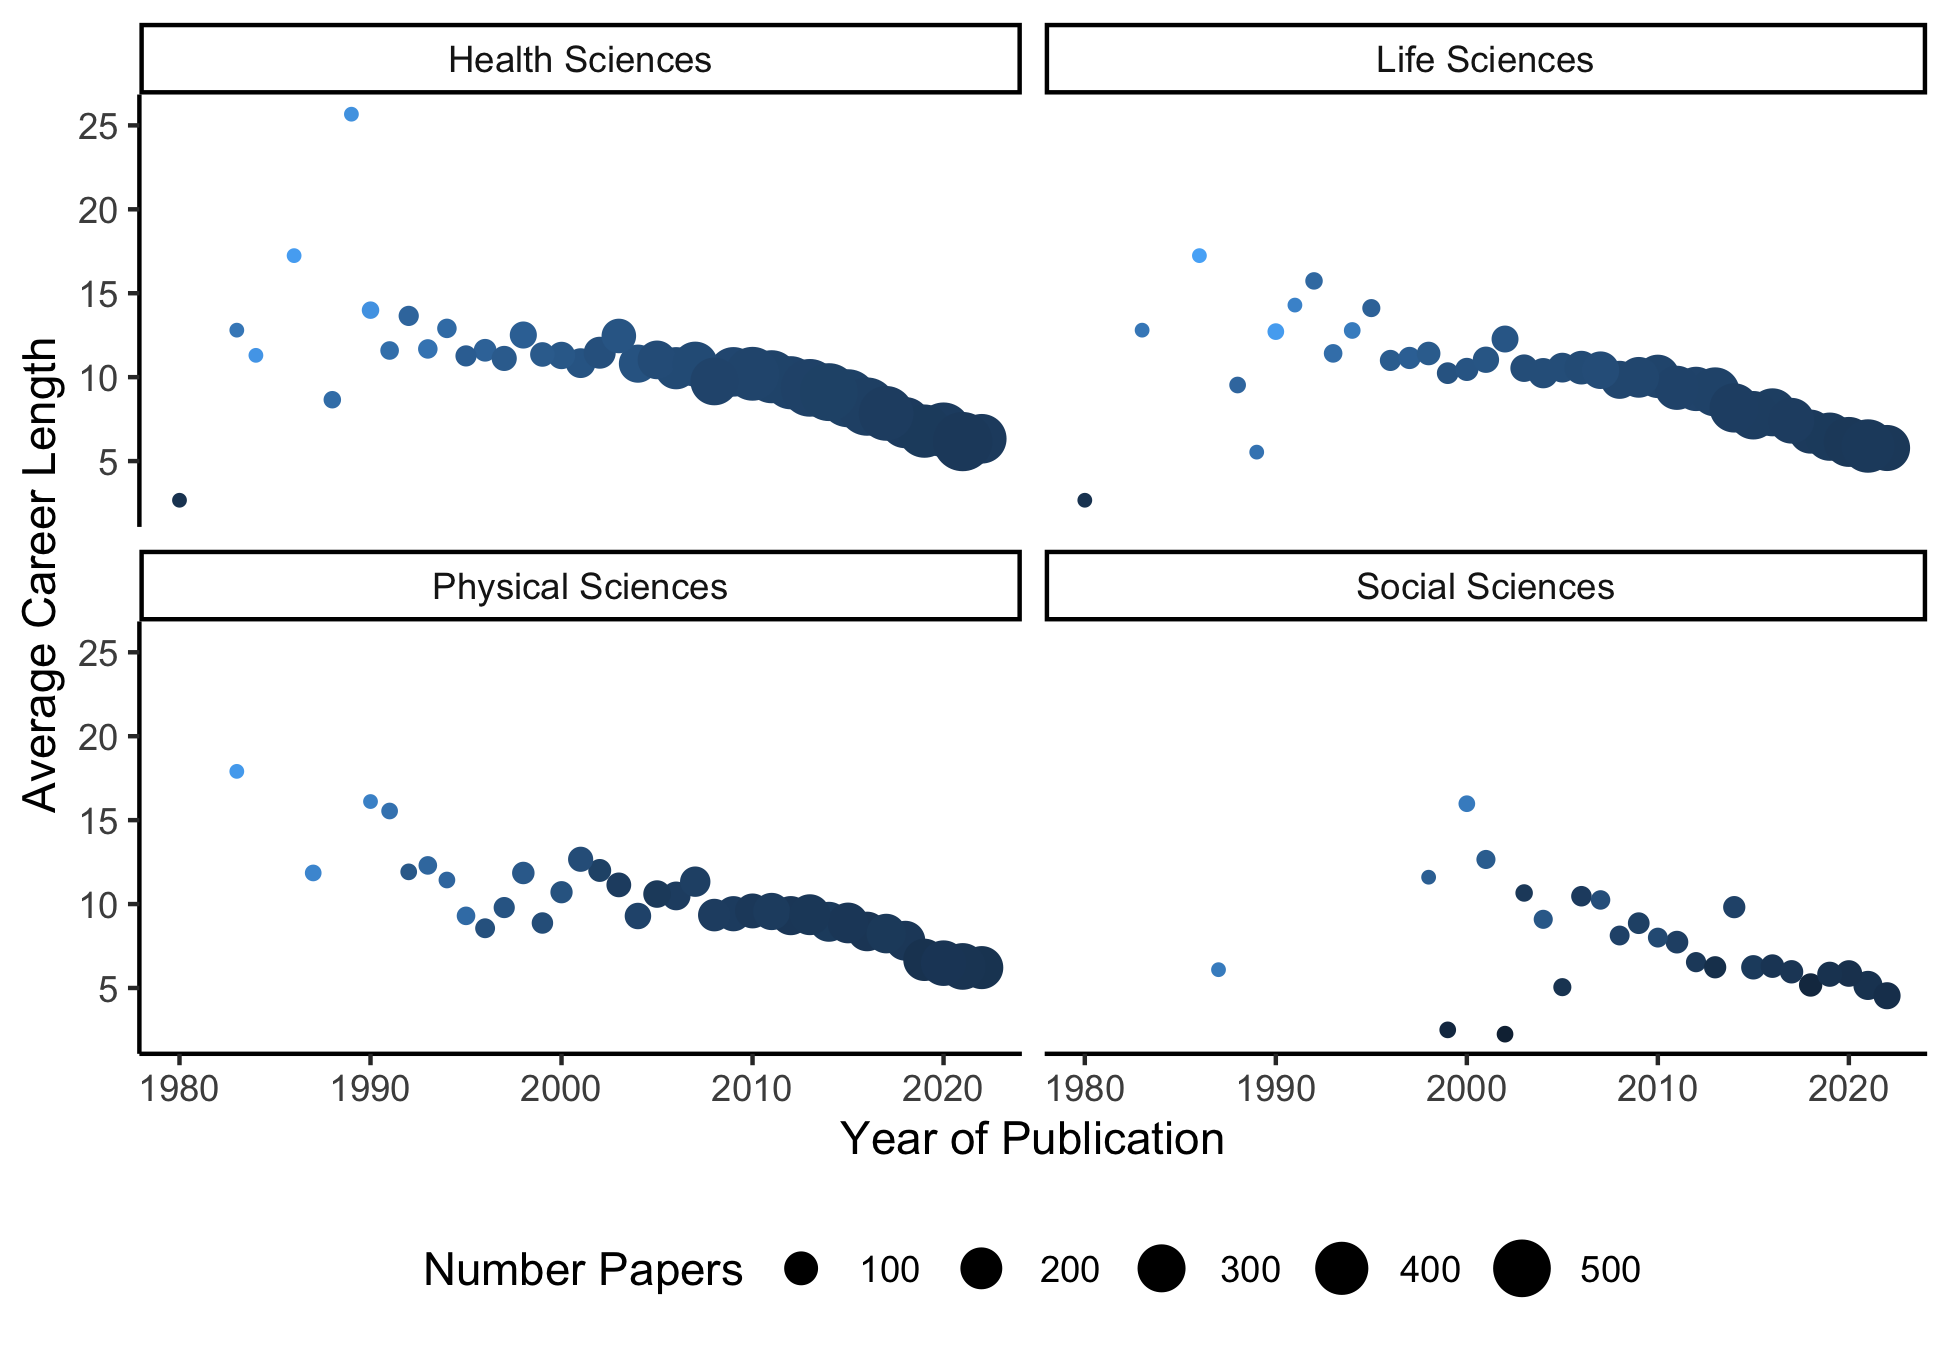 Health Sciences
Life Sciences
25
20
15
10
5
Physical Sciences
Social Sciences
25
20
15
10
5
Average Career Length
1980 1990 2000 2010 2020
1980 1990 2000 2010 2020
Year of Publication
Number Papers 100 200 300 400 500